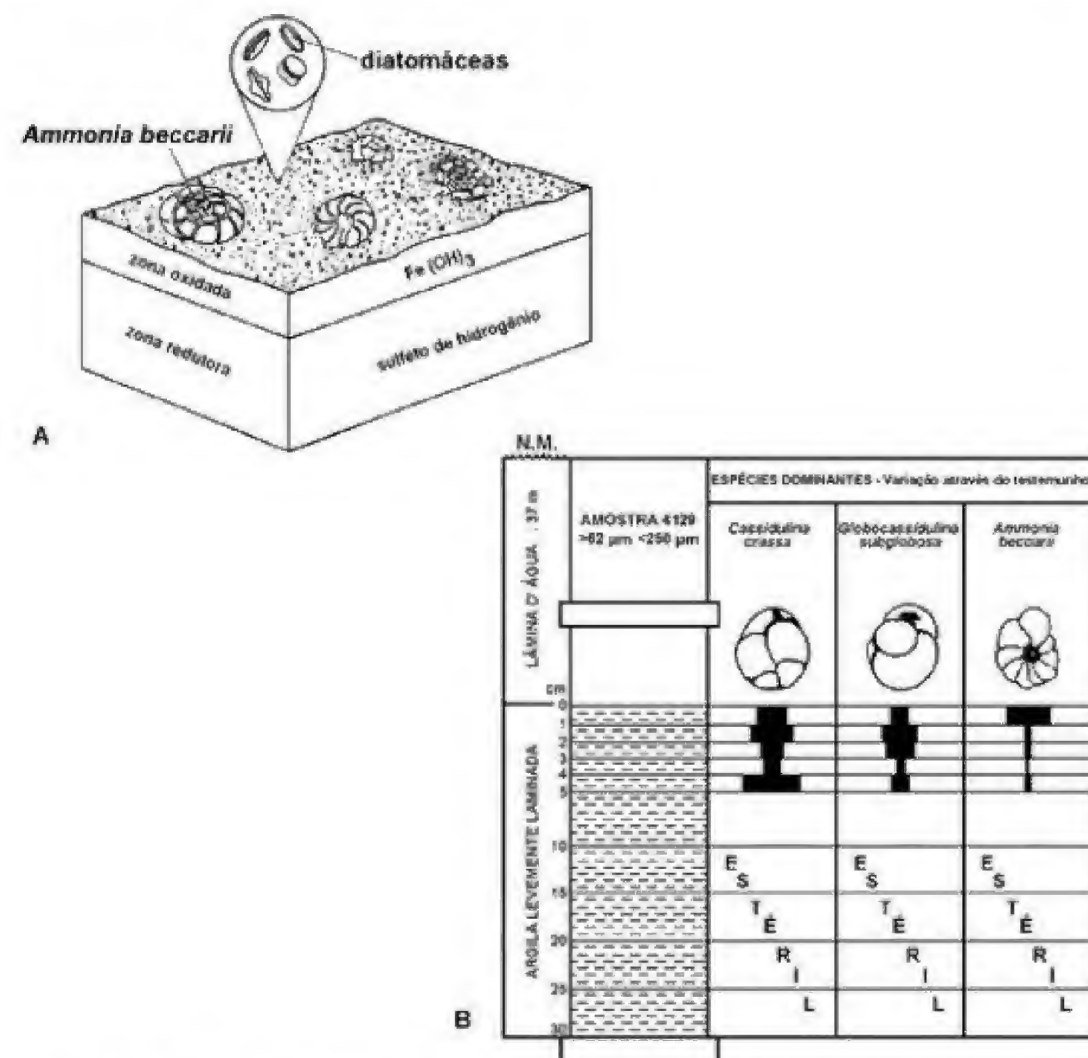 diatomáceas
Ammonia beccarii
zona oxidada
Fe(OH)3
zona redutora
sulfeto de hidrogênio
A
N.M.
LÂMINA D' ÁGUA : 37 m
AMOSTRA 4129
>62 µm <250 µm
ESPÉCIES DOMINANTES - Variação através do testemunho
Cassidulina
crassa
Globocassidulina
subglobosa
Ammonia
beccarii
cm
0
1
2
3
4
5
10
15
20
25
30
ARGILA LEVEMENTE LAMINADA
E S T É R I L
E S T É R I L
E S T É R I L
B